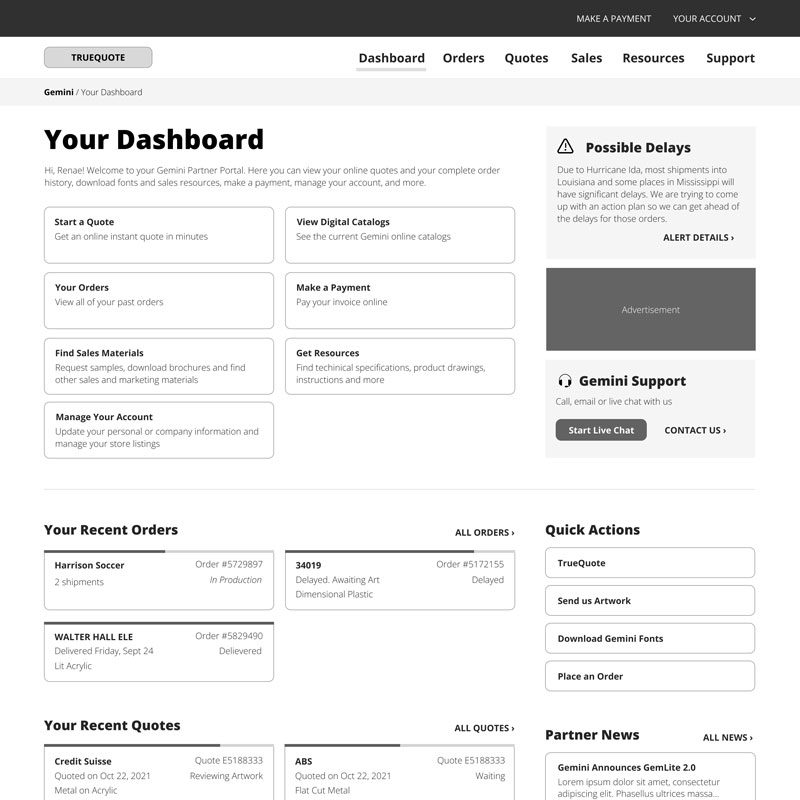 MAKE A PAYMENT
YOUR ACCOUNT
TRUEQUOTE
Dashboard
Orders
Quotes
Sales
Resources
Support
Gemini / Your Dashboard
Your Dashboard
Hi, Renae! Welcome to your Gemini Partner Portal. Here you can view your online quotes and your complete order
history, download fonts and sales resources, make a payment, manage your account, and more.
Start a Quote
Get an online instant quote in minutes
View Digital Catalogs
See the current Gemini online catalogs
Your Orders
View all of your past orders
Make a Payment
Pay your invoice online
Find Sales Materials
Request samples, download brochures and find
other sales and marketing materials
Get Resources
Find techinical specifications, product drawings,
instructions and more
Manage Your Account
Update your personal or company information and
manage your store listings
Possible Delays
Due to Hurricane Ida, most shipments into
Louisiana and some places in Mississippi will
have significant delays. We are trying to come
up with an action plan so we can get ahead of
the delays for those orders.
ALERT DETAILS ›
Advertisement
Gemini Support
Call, email or live chat with us
Start Live Chat
CONTACT US ›
Your Recent Orders
ALL ORDERS ›
Harrison Soccer
Order #5729897
2 shipments
In Production
34019
Order #5172155
Delayed. Awaiting Art
Delayed
Dimensional Plastic
WALTER HALL ELE
Order #5829490
Delivered Friday, Sept 24
Delievered
Lit Acrylic
Quick Actions
TrueQuote
Send us Artwork
Download Gemini Fonts
Place an Order
Your Recent Quotes
ALL QUOTES ›
Credit Suisse
Quote E5188333
Quoted on Oct 22, 2021
Reviewing Artwork
Metal on Acrylic
ABS
Quote E5188333
Quoted on Oct 22, 2021
Waiting
Flat Cut Metal
Partner News
ALL NEWS ›
Gemini Announces GemLite 2.0
Lorem ipsum dolor sit amet, consectetur
adipiscing elit. Phasellus ultrices massa...